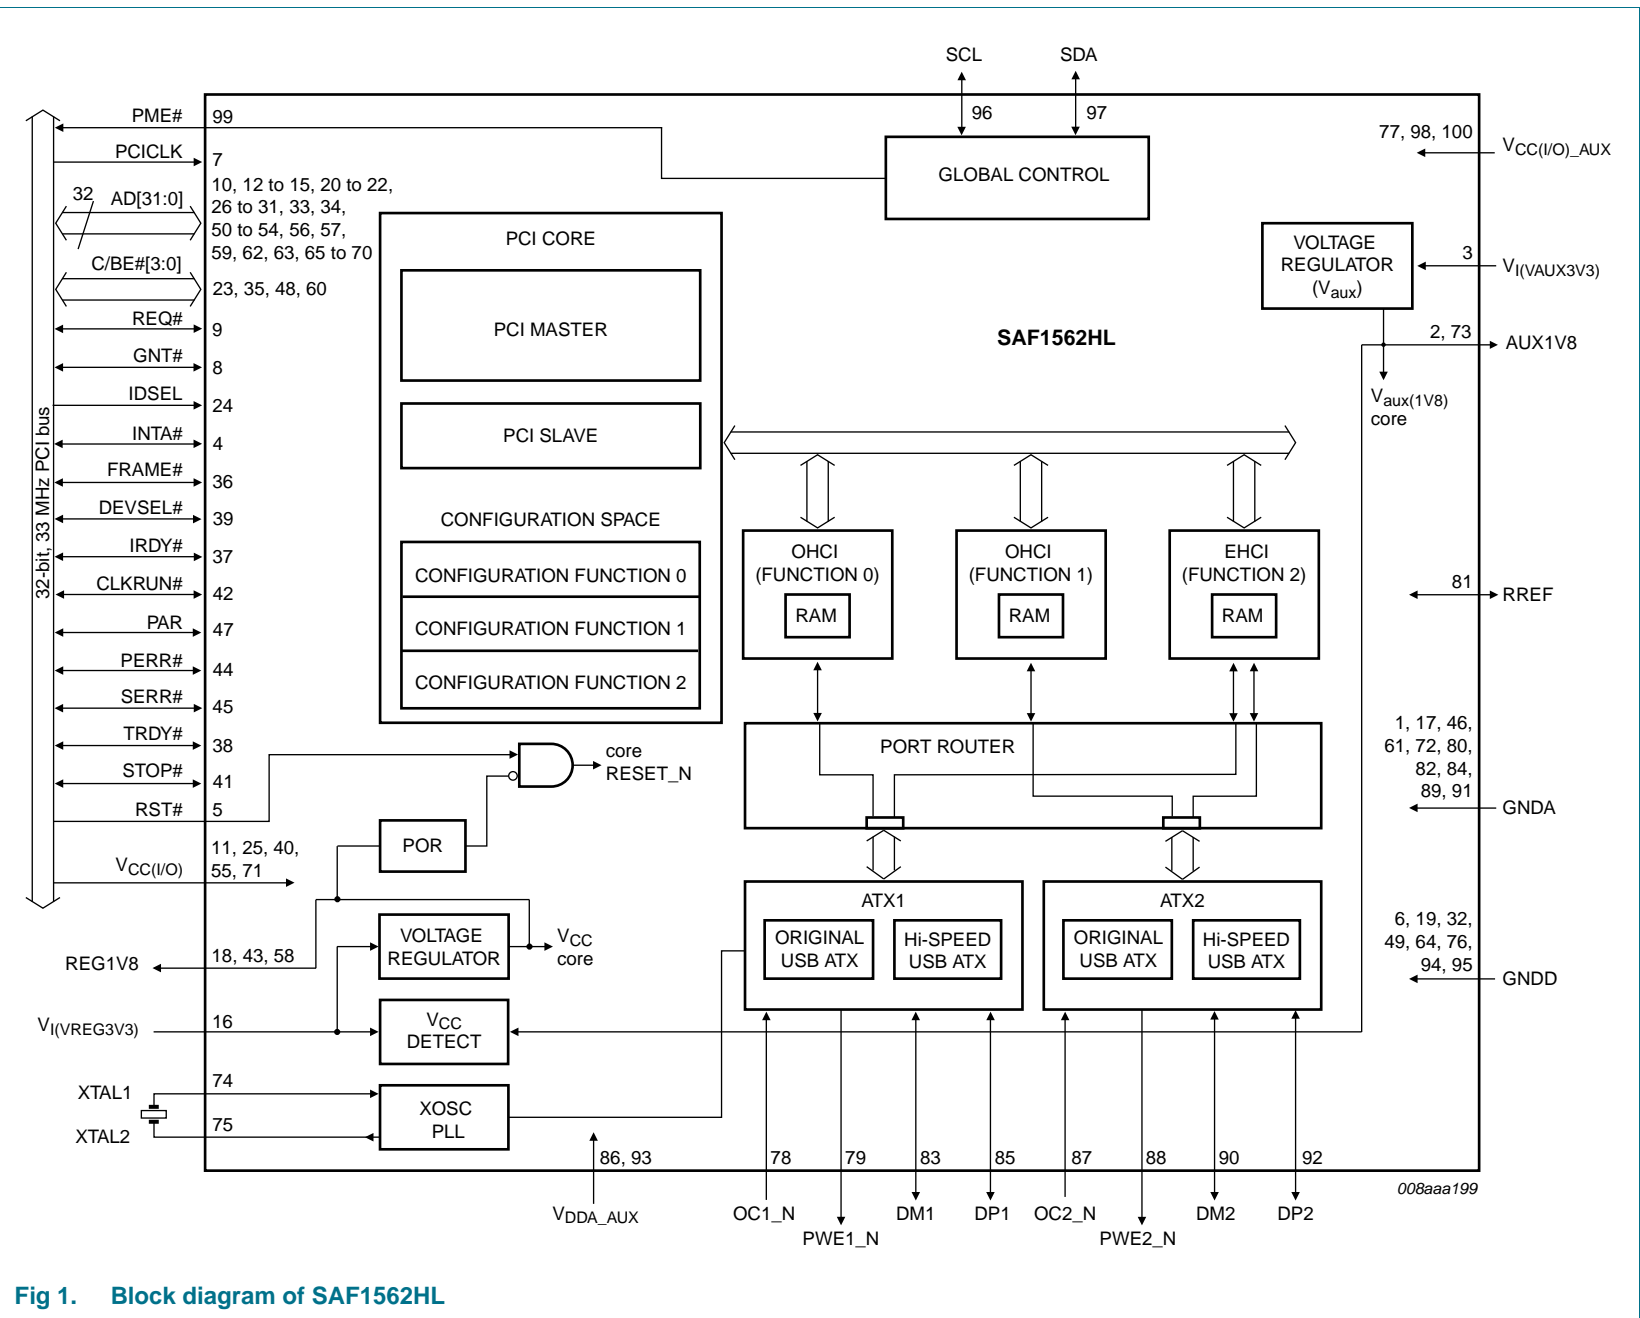 SCL
SDA
96
97
PME#
99
PCICLK
7
32
AD[31:0]
10, 12 to 15, 20 to 22,
26 to 31, 33, 34,
50 to 54, 56, 57,
59, 62, 63, 65 to 70
C/BE#[3:0]
23, 35, 48, 60
REQ#
9
GNT#
8
IDSEL
24
INTA#
4
FRAME#
36
DEVSEL#
39
IRDY#
37
CLKRUN#
42
PAR
47
PERR#
44
SERR#
45
TRDY#
38
STOP#
41
RST#
5
VCC(I/O)
11, 25, 40,
55, 71
32-bit, 33 MHz PCI bus
REG1V8
18, 43, 58
VI(VREG3V3)
16
XTAL1
74
XTAL2
75
GLOBAL CONTROL
PCI CORE
PCI MASTER
PCI SLAVE
CONFIGURATION SPACE
CONFIGURATION FUNCTION 0
CONFIGURATION FUNCTION 1
CONFIGURATION FUNCTION 2
core
RESET_N
POR
VOLTAGE
REGULATOR
VCC
core
VCC
DETECT
XOSC
PLL
SAF1562HL
77, 98, 100
VCC(I/O)_AUX
VOLTAGE
REGULATOR
(Vaux)
3
VI(VAUX3V3)
2, 73
AUX1V8
Vaux(1V8)
core
OHCI
(FUNCTION 0)
RAM
OHCI
(FUNCTION 1)
RAM
EHCI
(FUNCTION 2)
RAM
81
RREF
PORT ROUTER
1, 17, 46,
61, 72, 80,
82, 84,
89, 91
GNDA
ATX1
ORIGINAL
USB ATX
Hi-SPEED
USB ATX
ATX2
ORIGINAL
USB ATX
Hi-SPEED
USB ATX
6, 19, 32,
49, 64, 76,
94, 95
GNDD
86, 93
78
79
83
85
87
88
90
92
VDDA_AUX
OC1_N
PWE1_N
DM1
DP1
OC2_N
PWE2_N
DM2
DP2
008aaa199
Fig 1. Block diagram of SAF1562HL